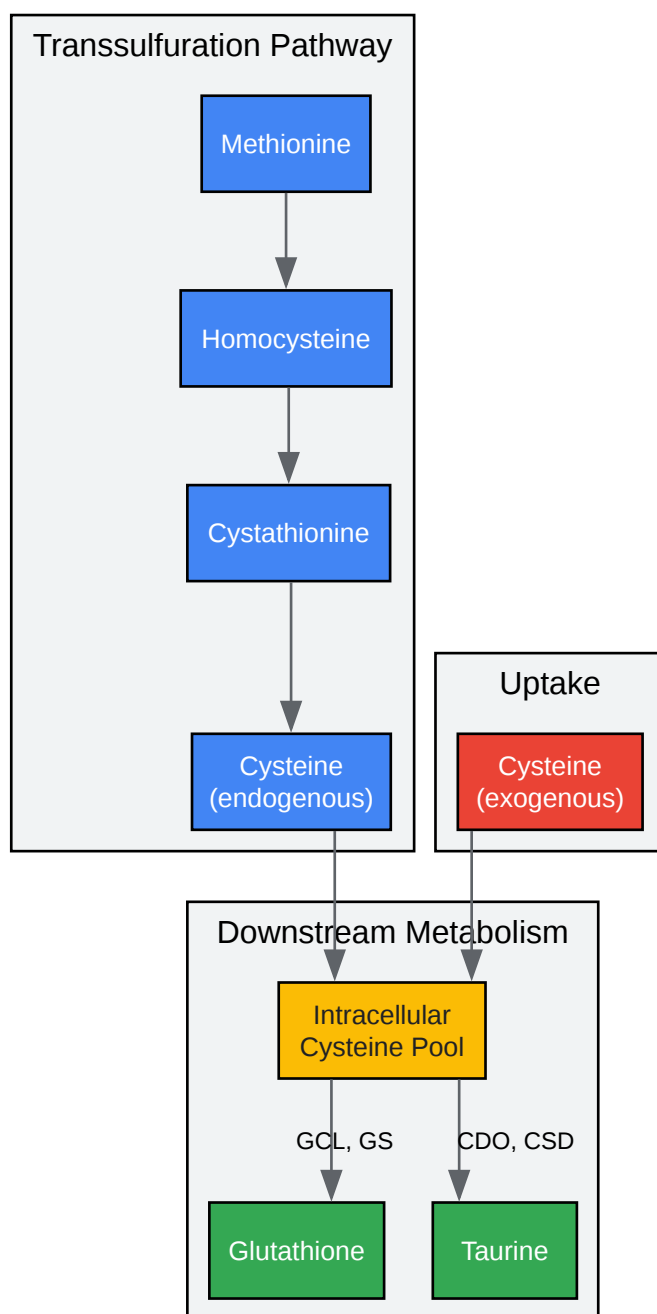 Transsulfuration Pathway
Methionine
Homocysteine
Cystathionine
Cysteine
(endogenous)
Uptake
Cysteine
(exogenous)
Downstream Metabolism
Intracellular
Cysteine Pool
GCL, GS
CDO, CSD
Glutathione
Taurine